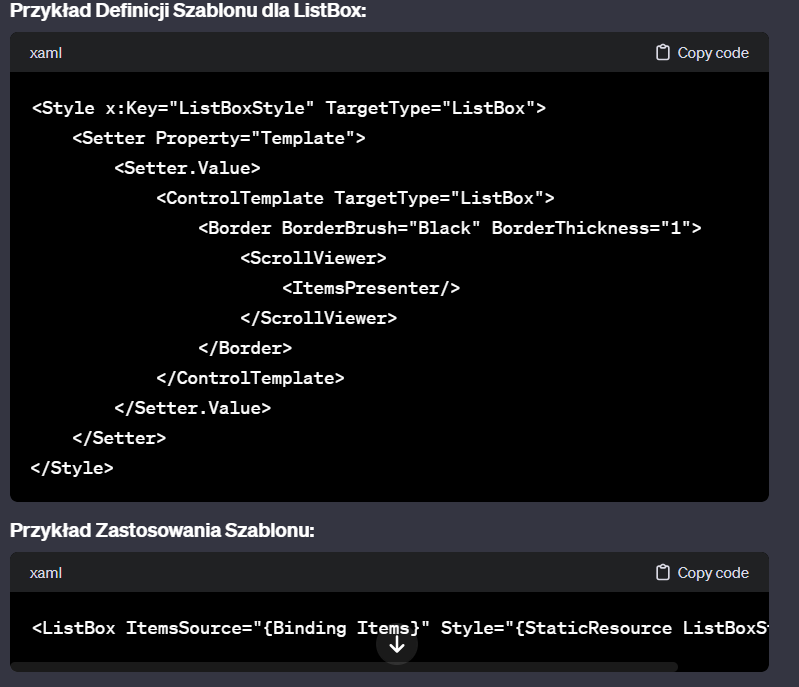 Przykład Definicji Szablonu dla ListBox:
xaml
Copy code
<Style x:Key="ListBoxStyle" TargetType="ListBox">
    <Setter Property="Template">
        <Setter.Value>
            <ControlTemplate TargetType="ListBox">
                <Border BorderBrush="Black" BorderThickness="1">
                    <ScrollViewer>
                        <ItemsPresenter/>
                    </ScrollViewer>
                </Border>
            </ControlTemplate>
        </Setter.Value>
    </Setter>
</Style>
Przykład Zastosowania Szablonu:
xaml
Copy code
<ListBox ItemsSource="{Binding Items}" Style="{StaticResource ListBoxSt